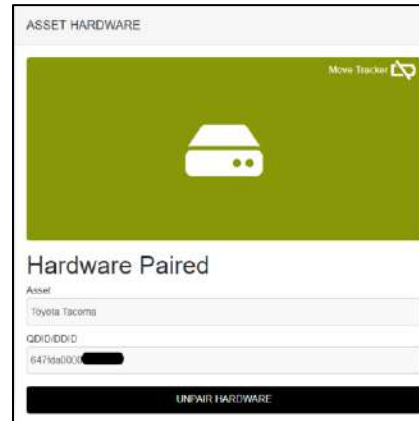 ASSET HARDWARE
Move Tracker
Hardware Paired
Asset
Toyota Tacoma
QDID/DDID
647fda0000
UNPAIR HARDWARE